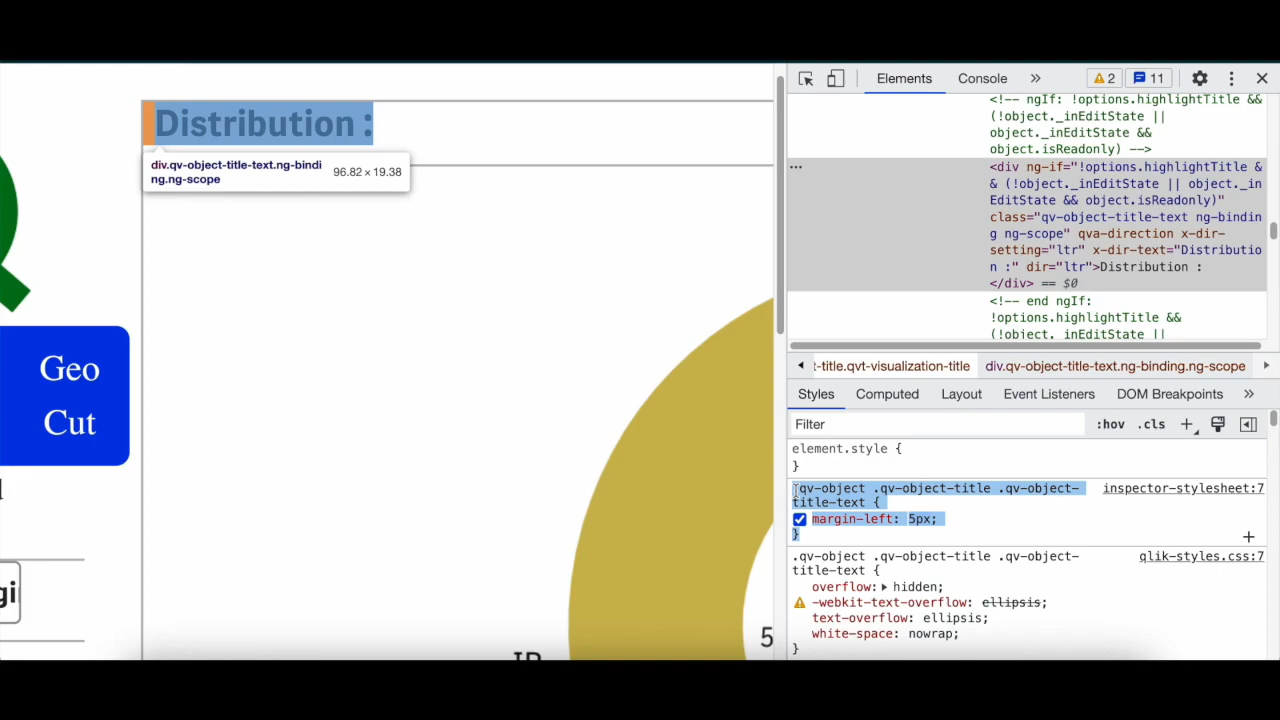 Distribution :
div.qv-object-title-text.ng-bindi
ng.ng-scope
96.82 × 19.38
Geo
Cut
gi
5
Elements
Console
2
11
<!-- ngIf: !options.highlightTitle &&
(!object._inEditState ||
object._inEditState &&
object.isReadonly) -->
<div ng-if="!options.highlightTitle &
& (!object._inEditState || object._in
EditState && object.isReadonly)"
class="qv-object-title-text ng-bindin
g ng-scope" qva-direction x-dir-
setting="ltr" x-dir-text="Distributio
n :" dir="ltr">Distribution :
</div> == $0
<!-- end ngIf:
!options.highlightTitle &&
(!object._inEditState ||
t-title.qvt-visualization-title
div.qv-object-title-text.ng-binding.ng-scope
Styles
Computed
Layout
Event Listeners
DOM Breakpoints
Filter
:hov
.cls
element.style {
}
.qv-object .qv-object-title .qv-object-
title-text {
inspector-stylesheet:7
margin-left: 5px;
}
.qv-object .qv-object-title .qv-object-
title-text {
qlik-styles.css:7
overflow: hidden;
-webkit-text-overflow: ellipsis;
text-overflow: ellipsis;
white-space: nowrap;
}